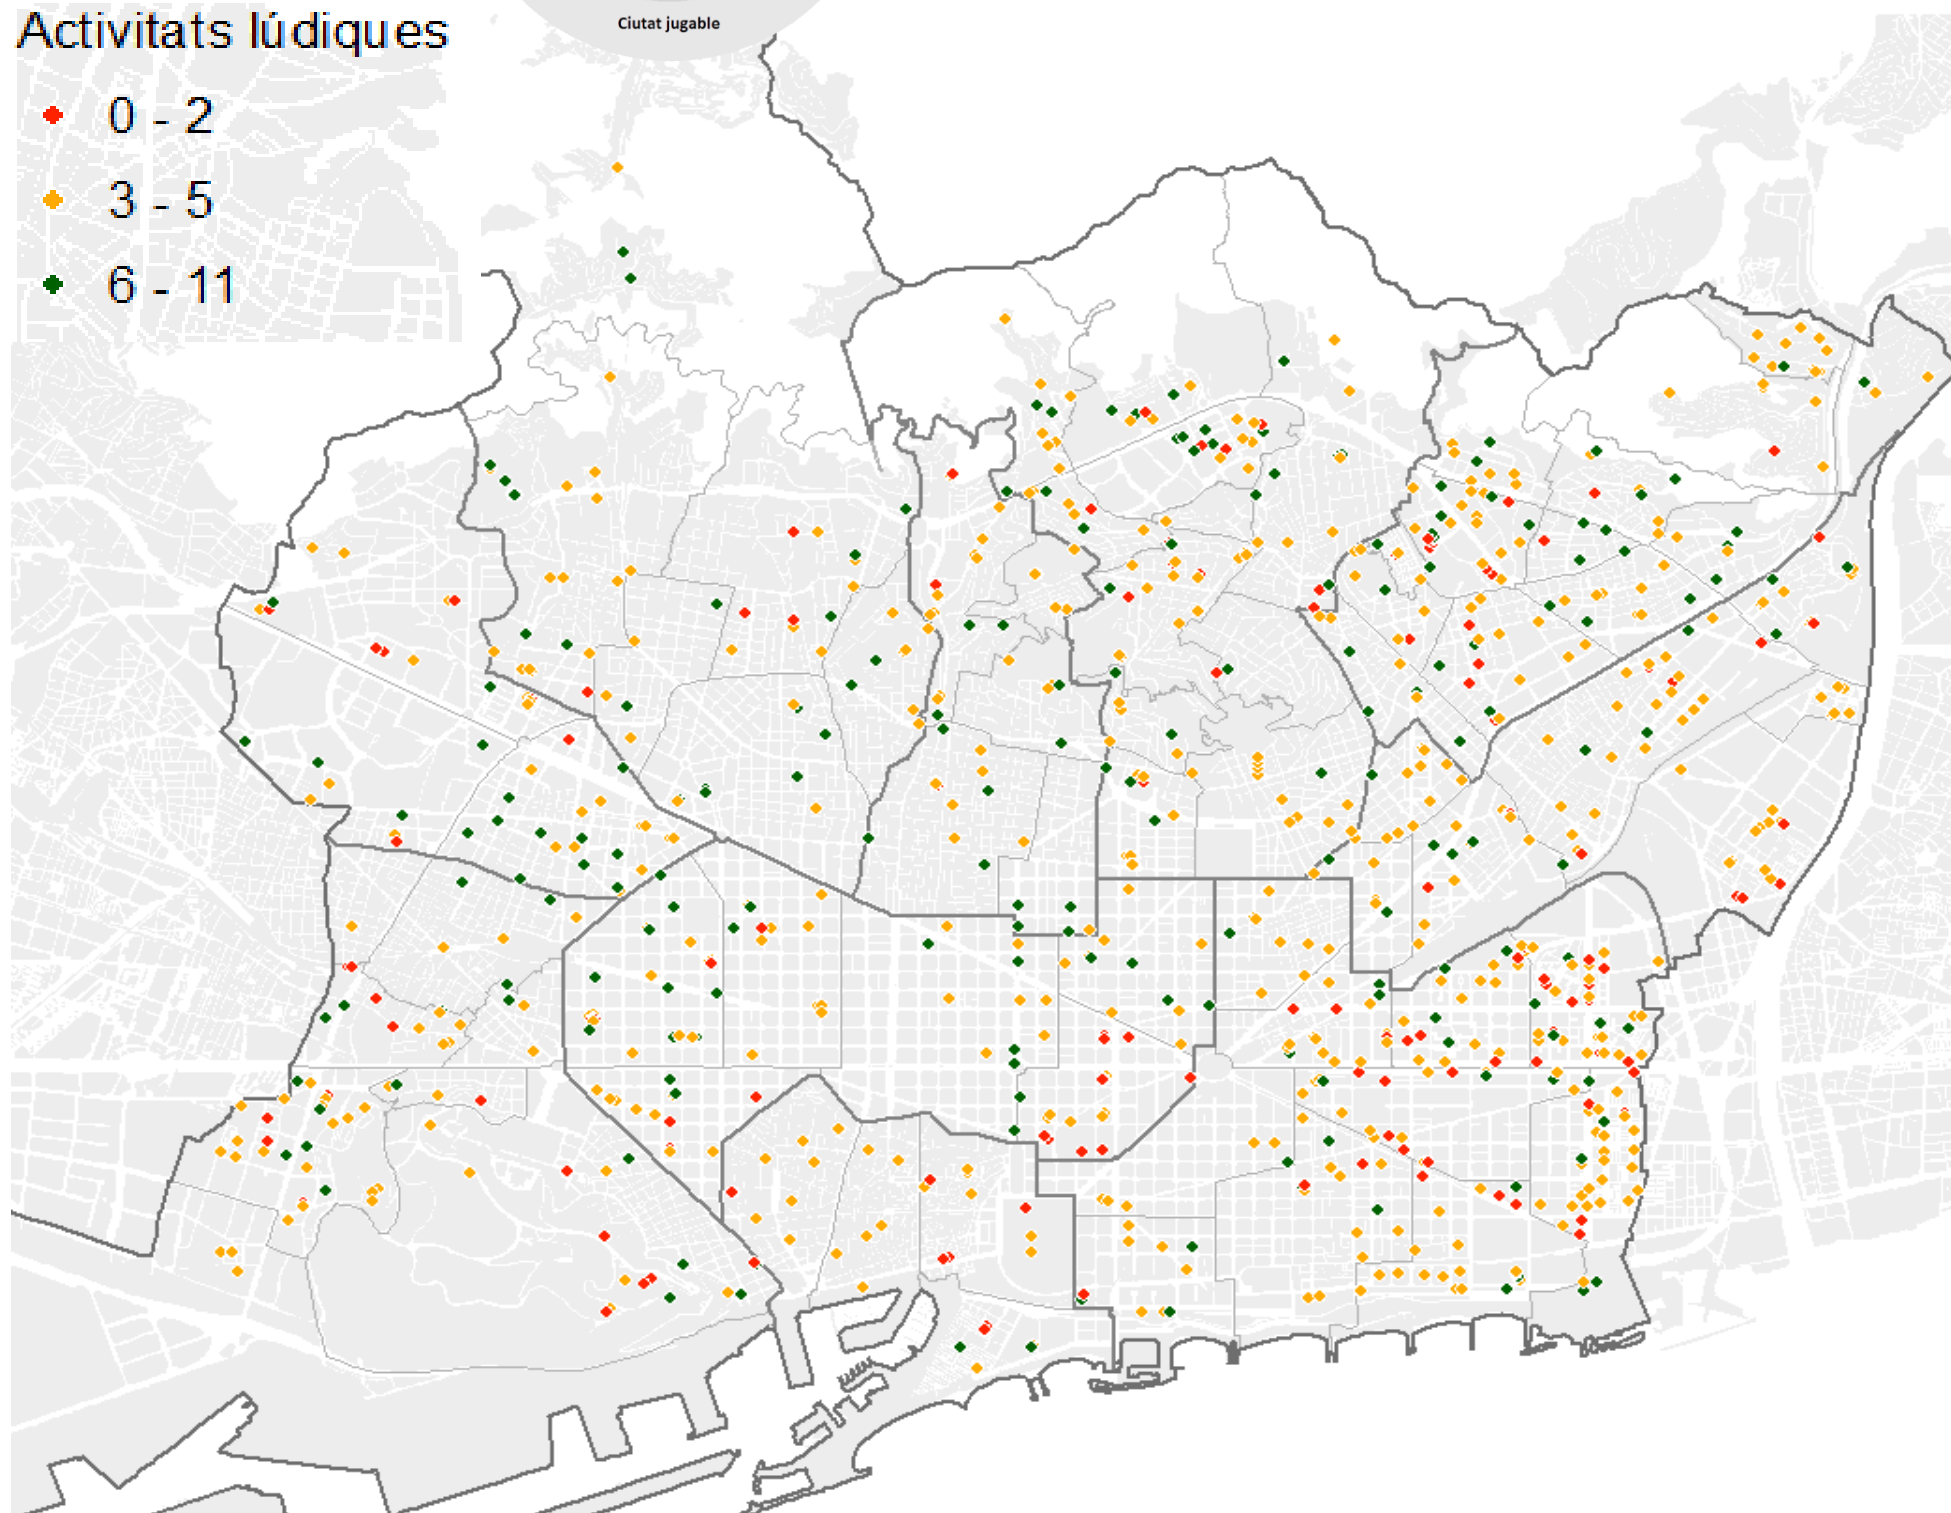 Activitats lúdiques
Ciutat jugable
0 - 2
3 - 5
6 - 11